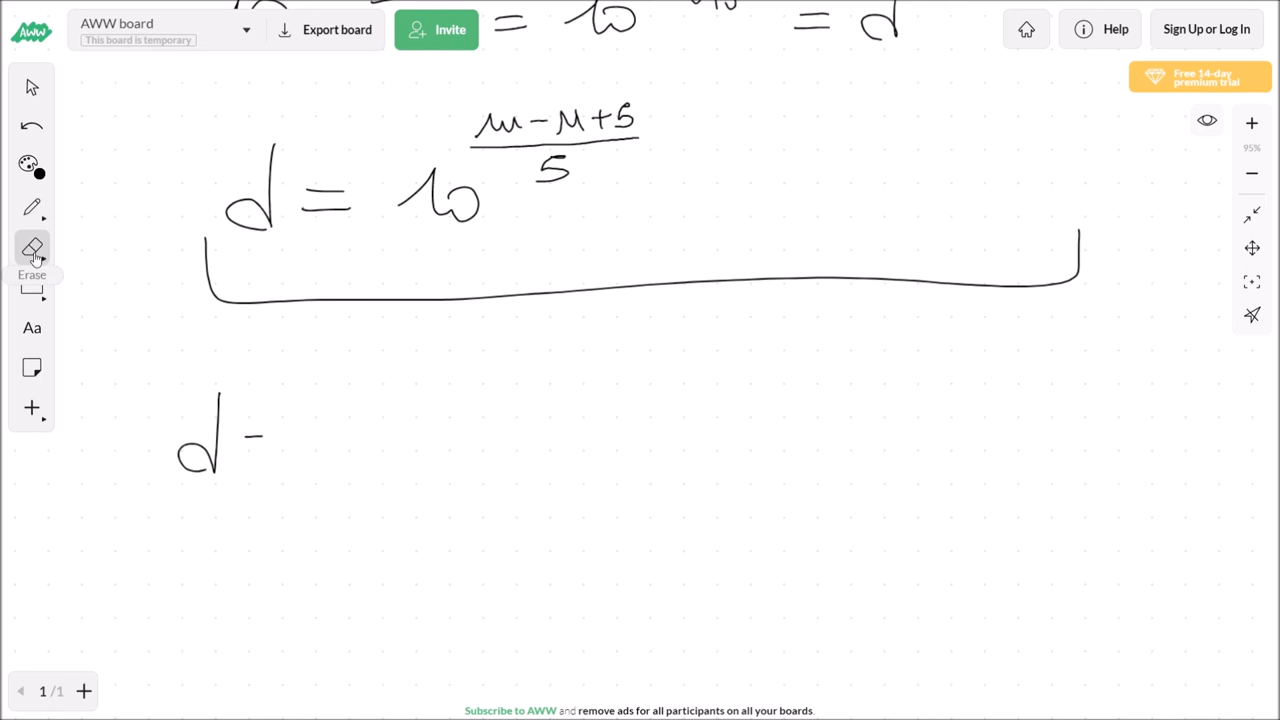 AWW
AWW board
This board is temporary
Export board
Invite
= 10 = d
Help
Sign Up or Log In
Free 14-day
premium trial
d = 10^((m - M + 5)/5)
95%
Erase
Aa
d -
1 /1
Subscribe to AWW and remove ads for all participants on all your boards.